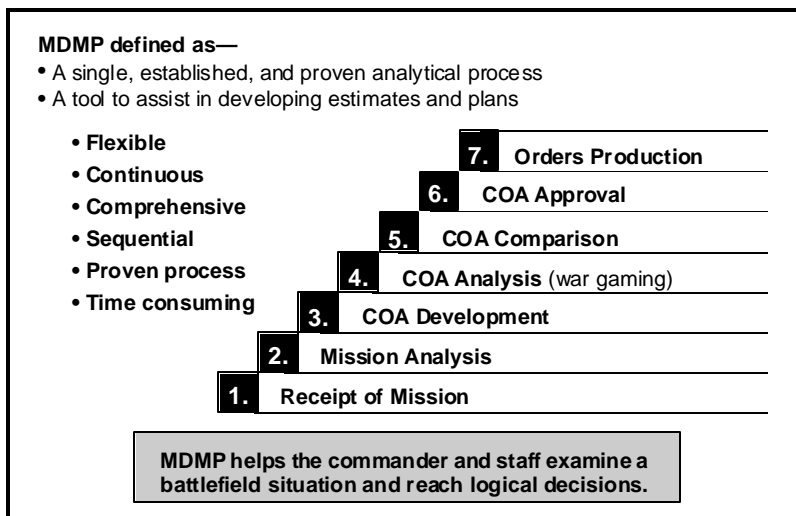 MDMP defined as—
• A single, established, and proven analytical process
• A tool to assist in developing estimates and plans
• Flexible
• Continuous
• Comprehensive
• Sequential
• Proven process
• Time consuming
7. Orders Production
6. COA Approval
5. COA Comparison
4. COA Analysis (war gaming)
3. COA Development
2. Mission Analysis
1. Receipt of Mission
MDMP helps the commander and staff examine a
battlefield situation and reach logical decisions.